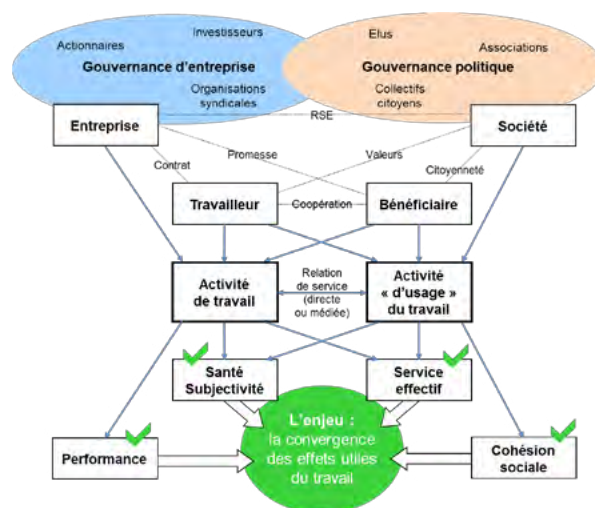 Investisseurs
Elus
Actionnaires
Associations
Gouvernance d'entreprise
Gouvernance politique
Organisations
syndicales
Collectifs
citoyens
RSE
Entreprise
Société
Contrat
Promesse
Valeurs
Citoyenneté
Travailleur
Coopération
Bénéficiaire
Activité
de travail
Relation
de service
(directe
ou médiée)
Activité
« d'usage »
du travail
Santé
Subjectivité
Service
effectif
L'enjeu :
la convergence
des effets utiles
du travail
Performance
Cohésion
sociale